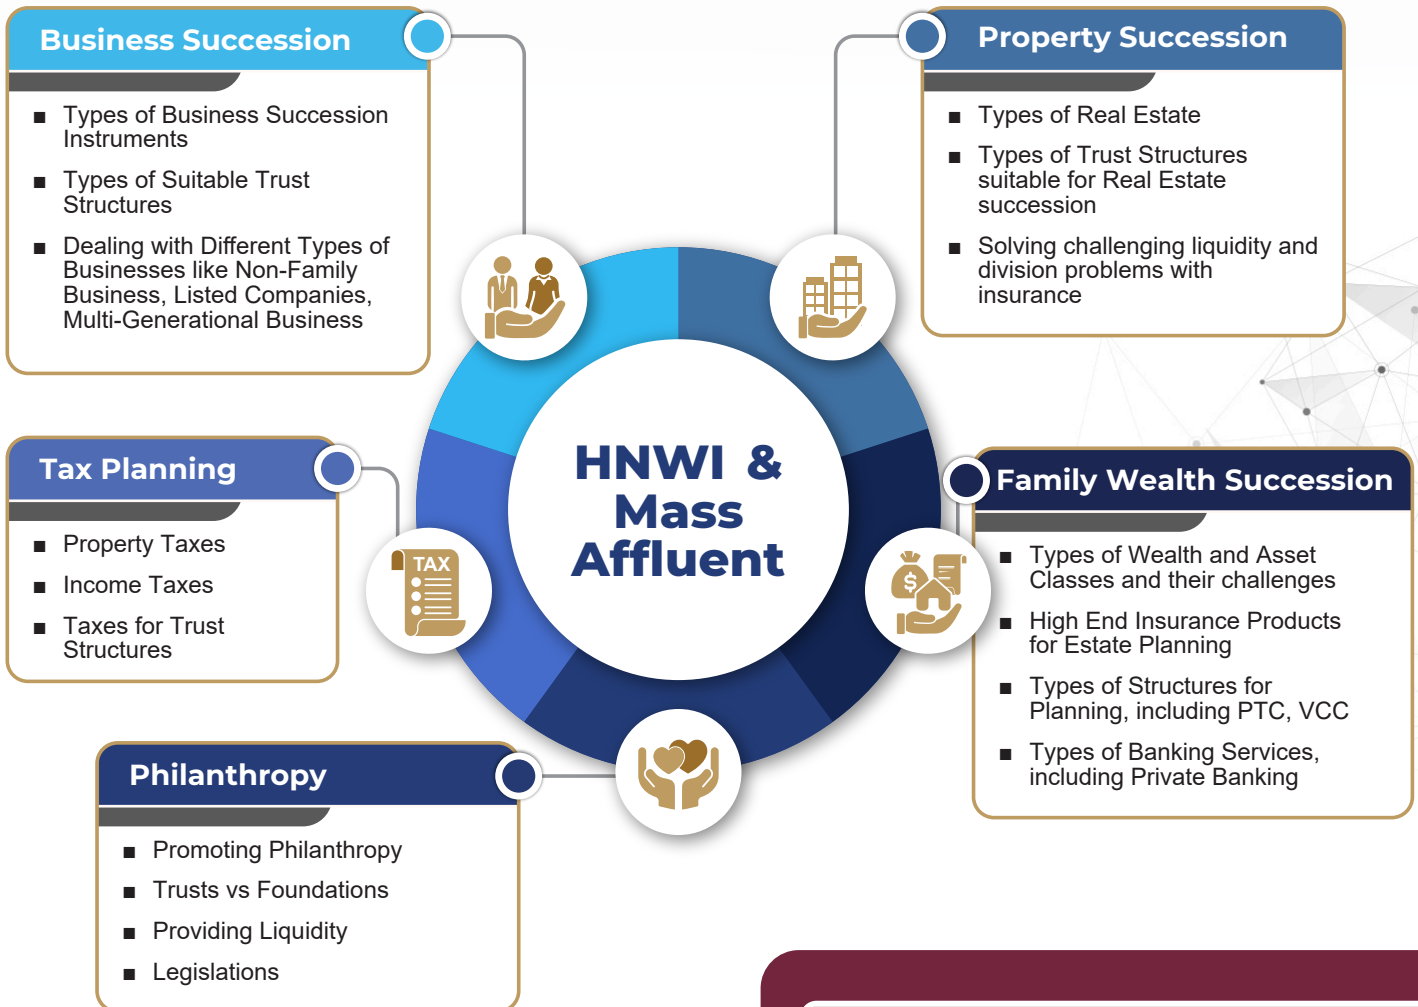 Business Succession
■ Types of Business Succession
Instruments
■ Types of Suitable Trust
Structures
■ Dealing with Different Types of
Businesses like Non-Family
Business, Listed Companies,
Multi-Generational Business
Property Succession
■ Types of Real Estate
■ Types of Trust Structures
suitable for Real Estate
succession
■ Solving challenging liquidity and
division problems with
insurance
HNWI &
Mass
Affluent
Tax Planning
■ Property Taxes
■ Income Taxes
■ Taxes for Trust
Structures
TAX
$
Family Wealth Succession
■ Types of Wealth and Asset
Classes and their challenges
■ High End Insurance Products
for Estate Planning
■ Types of Structures for
Planning, including PTC, VCC
■ Types of Banking Services,
including Private Banking
Philanthropy
■ Promoting Philanthropy
■ Trusts vs Foundations
■ Providing Liquidity
■ Legislations